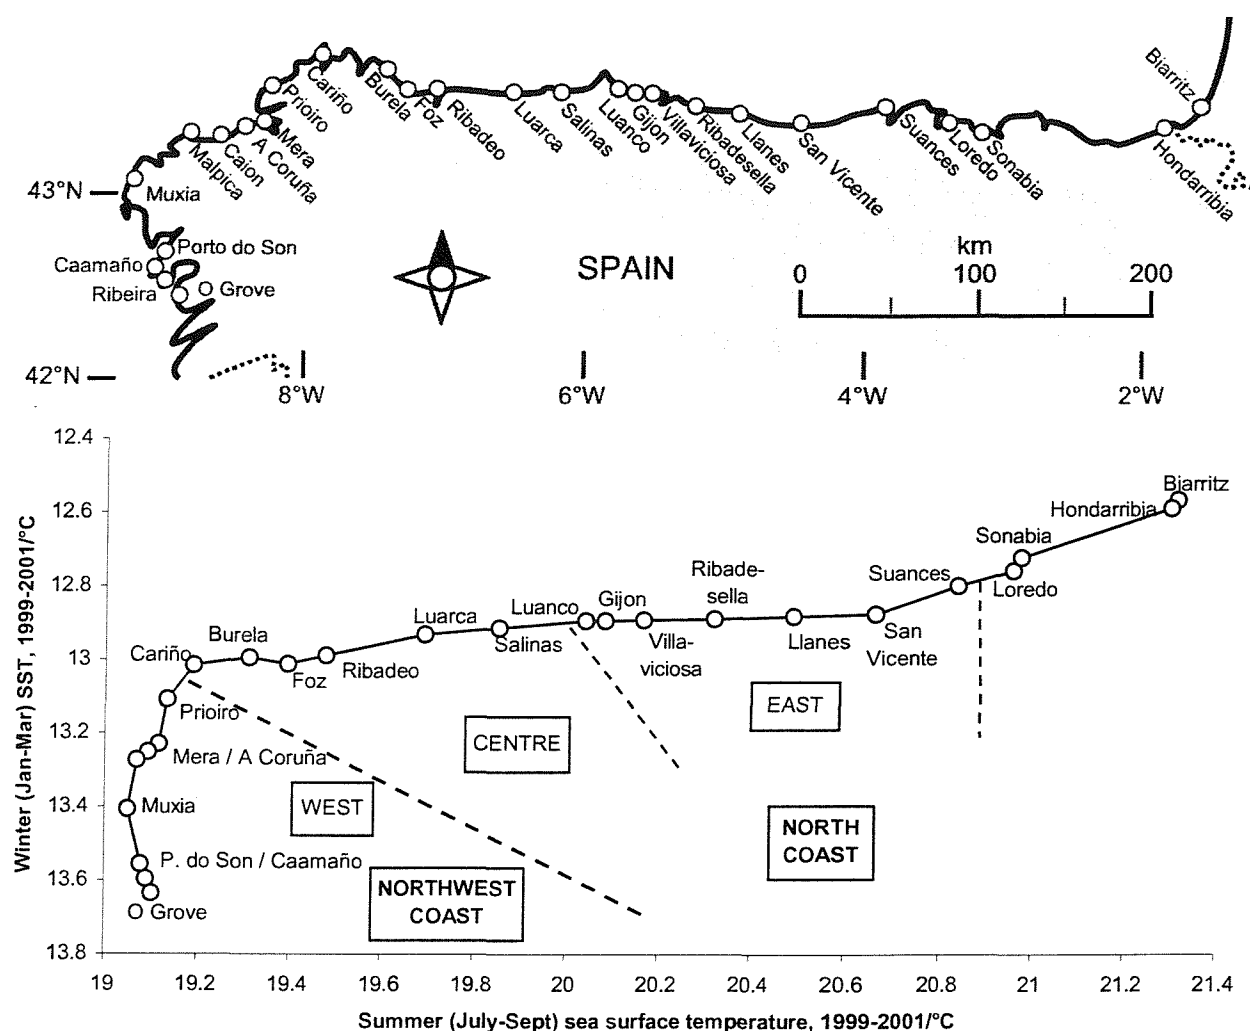 Cariño
Burela
Foz
Ribadeo
Luarca
Salinas
Luanco
Gijon
Villaviciosa
Ribadesella
Llanes
San Vicente
Suances
Loredo
Sonabia
Biarritz
Hondarribia
Prioiro
Mera
A Coruña
Caion
Malpica
43°N
Muxia
Porto do Son
Caamaño
Ribeira
Grove
SPAIN
km
0 100 200
42°N
8°W 6°W 4°W 2°W
12.4
12.6
12.8
13
13.2
13.4
13.6
13.8
Winter (Jan-Mar) SST, 1999-2001/°C
Biarritz
Hondarribia
Sonabia
Loredo
Suances
San
Vicente
Llanes
Ribade-
sella
Villa-
viciosa
Gijon
Luanco
Salinas
Luarca
Ribadeo
Foz
Burela
Cariño
Prioiro
Mera / A Coruña
Muxia
P. do Son / Caamaño
Grove
EAST
CENTRE
WEST
NORTH
COAST
NORTHWEST
COAST
19 19.2 19.4 19.6 19.8 20 20.2 20.4 20.6 20.8 21 21.2 21.4
Summer (July-Sept) sea surface temperature, 1999-2001/°C